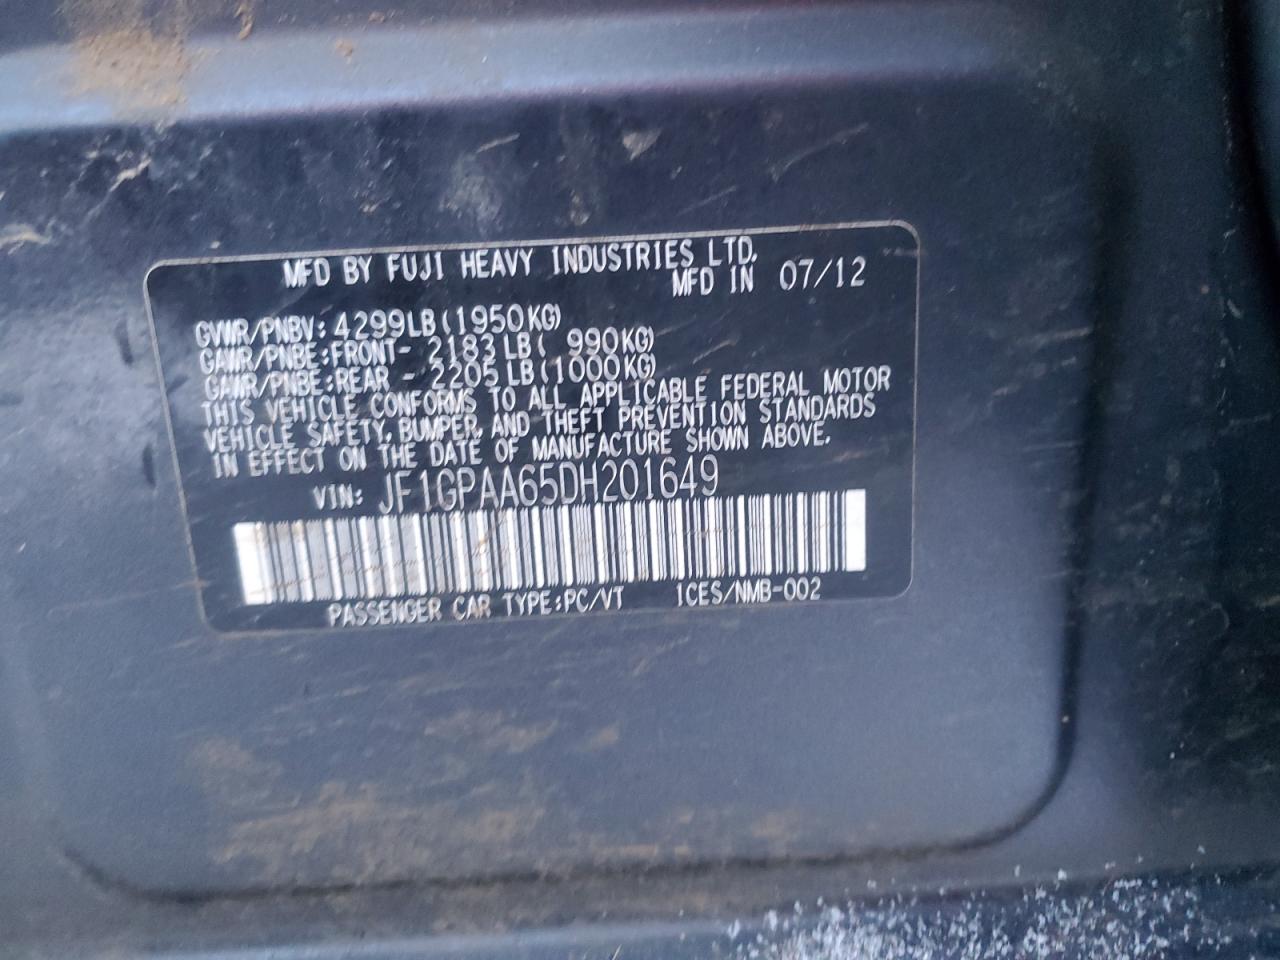 MFD BY FUJI HEAVY INDUSTRIES LTD.
MFD IN 07/12
GVWR/PNBV: 4299LB(1950KG)
GAWR/PNBE:FRONT- 2183LB( 990KG)
GAWR/PNBE:REAR - 2205LB(1000KG)
THIS VEHICLE CONFORMS TO ALL APPLICABLE FEDERAL MOTOR
VEHICLE SAFETY, BUMPER, AND THEFT PREVENTION STANDARDS
IN EFFECT ON THE DATE OF MANUFACTURE SHOWN ABOVE.
VIN: JF1GPAA65DH201649
PASSENGER CAR TYPE:PC/VT ICES/NMB-002